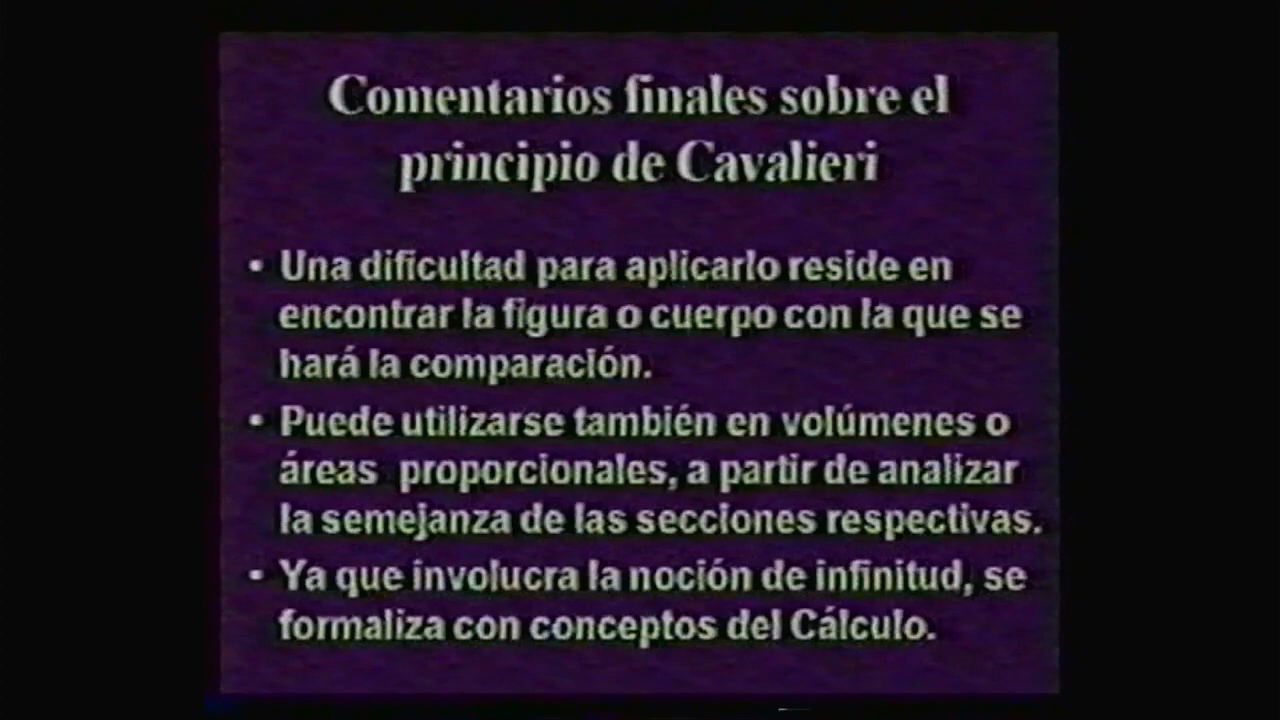 Comentarios finales sobre el
principio de Cavalieri
• Una dificultad para aplicarlo reside en
encontrar la figura o cuerpo con la que se
hará la comparación.
• Puede utilizarse también en volúmenes o
áreas proporcionales, a partir de analizar
la semejanza de las secciones respectivas.
• Ya que involucra la noción de infinitud, se
formaliza con conceptos del Cálculo.